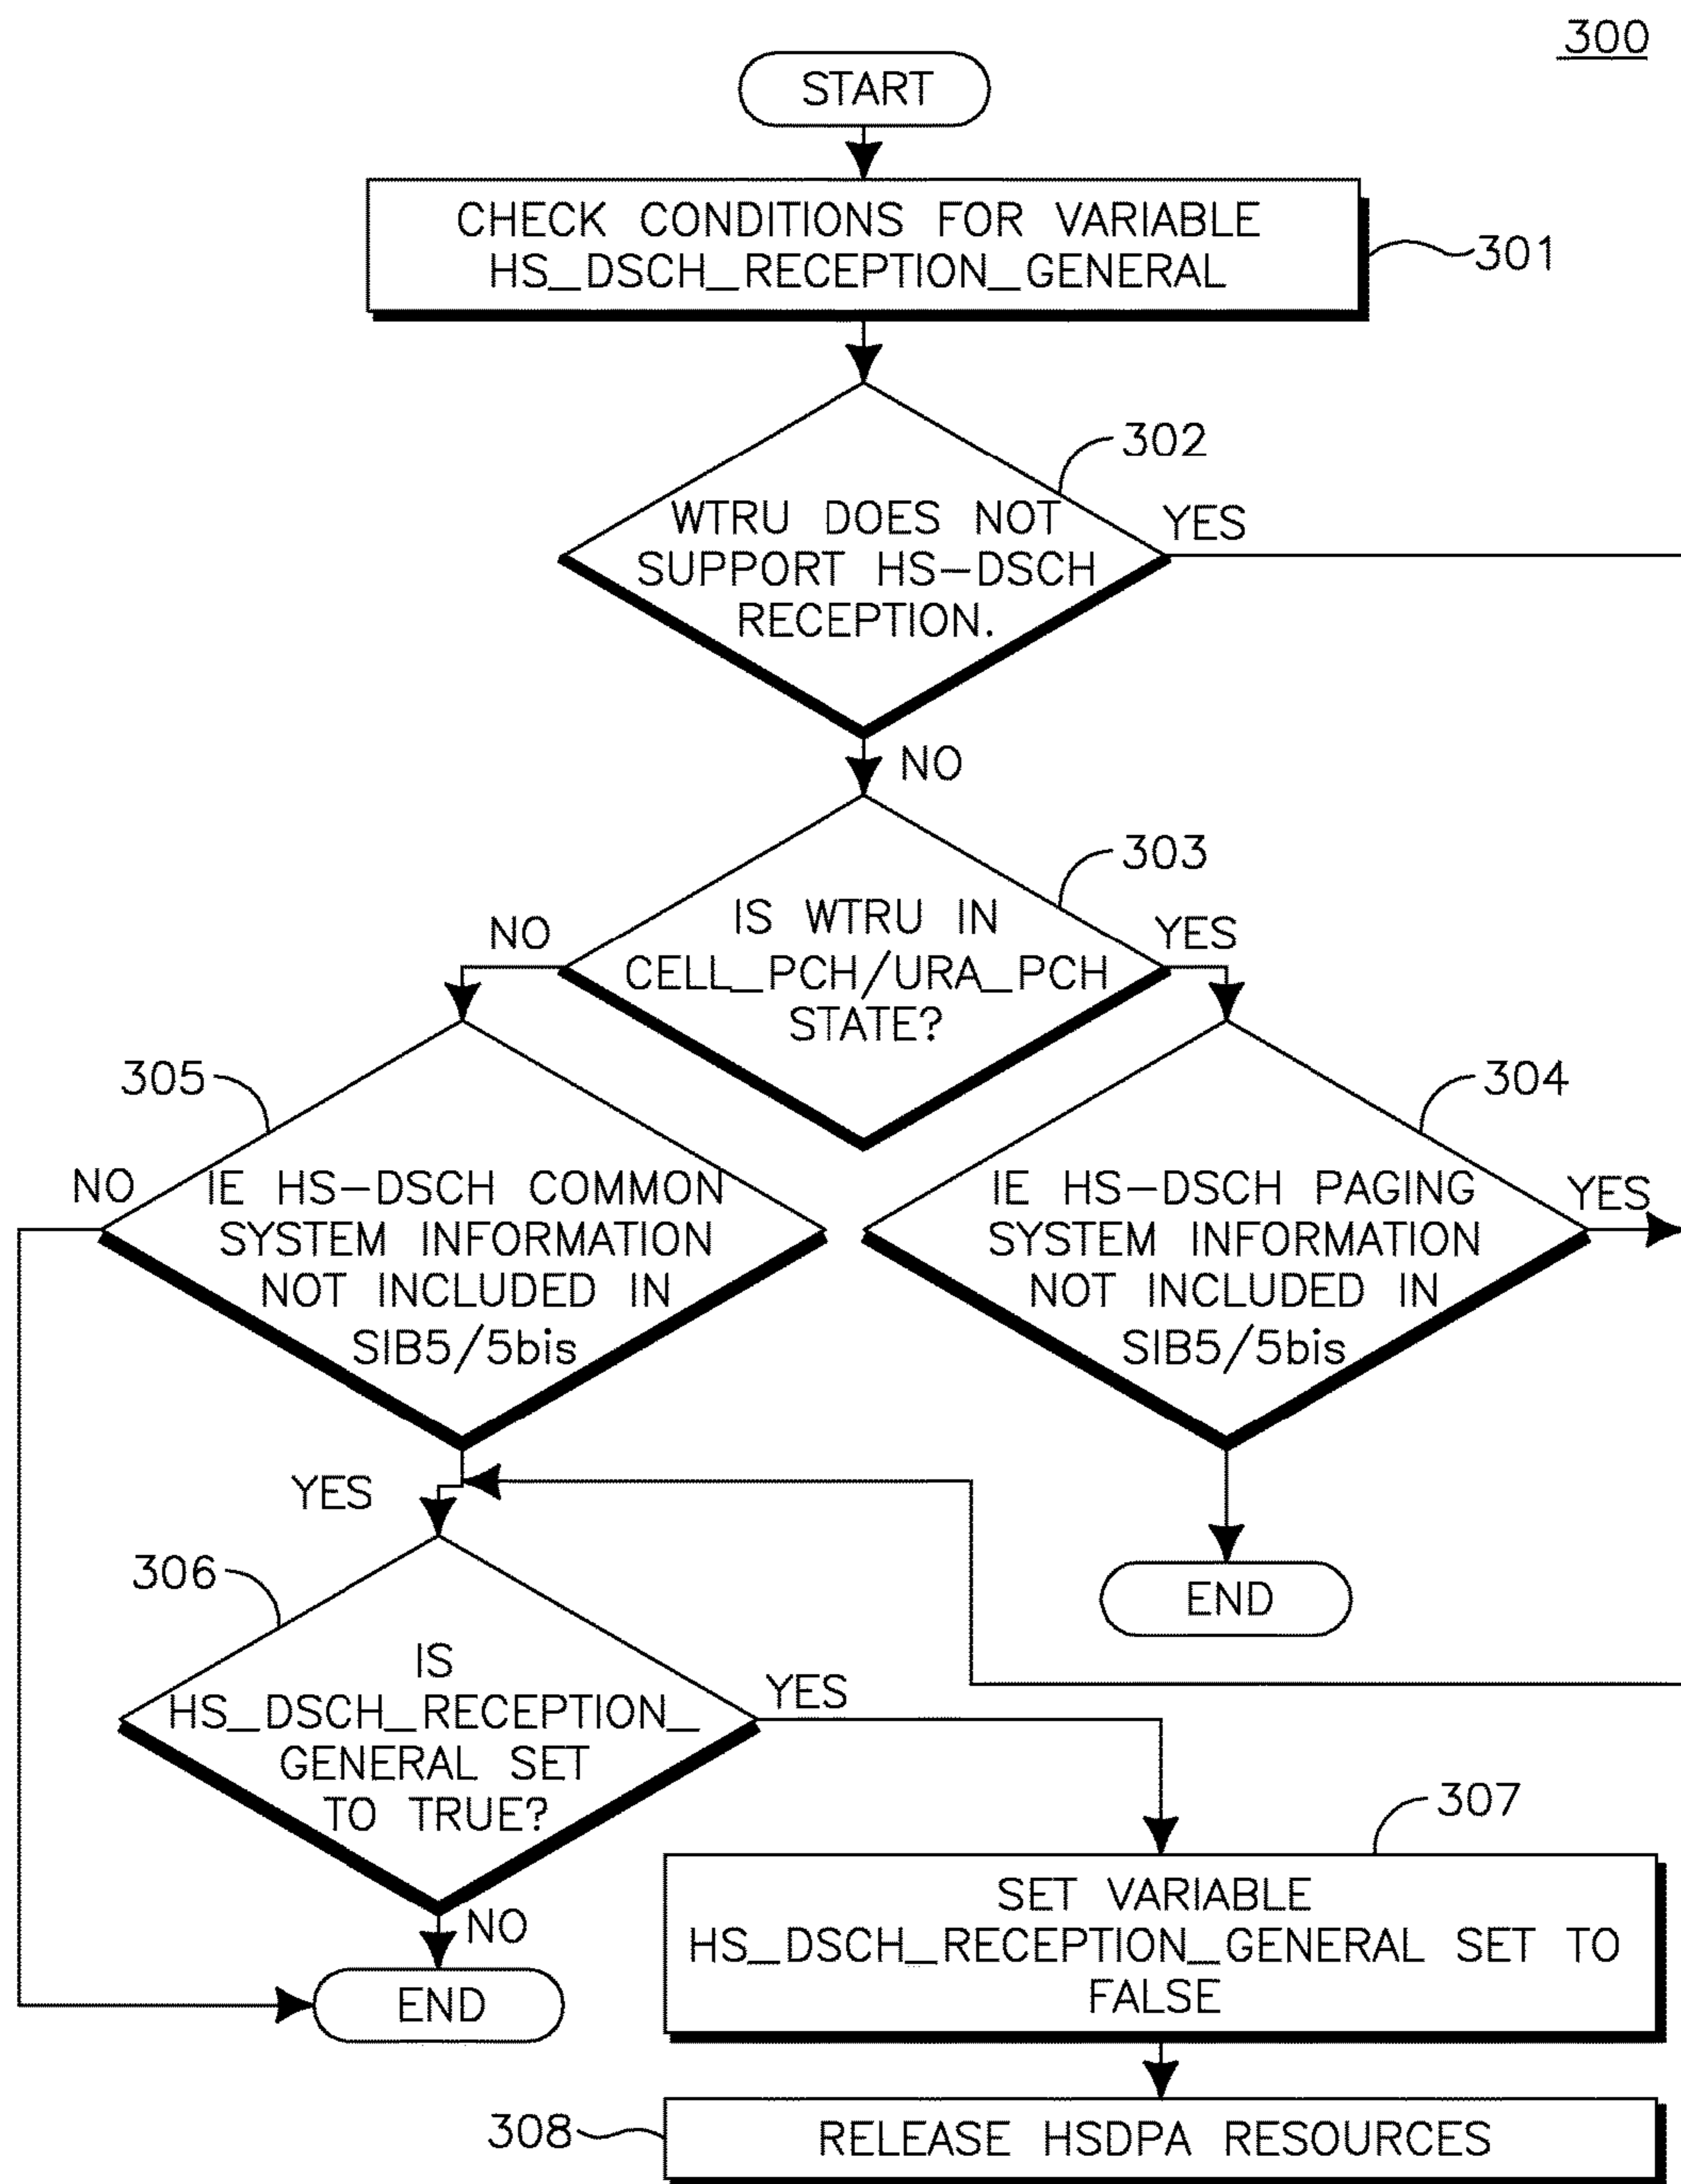 300
START
CHECK CONDITIONS FOR VARIABLE
HS_DSCH_RECEPTION_GENERAL
301
302
WTRU DOES NOT
SUPPORT HS-DSCH
RECEPTION.
YES
NO
303
IS WTRU IN
CELL_PCH/URA_PCH
STATE?
NO
YES
305
NO
IE HS-DSCH COMMON
SYSTEM INFORMATION
NOT INCLUDED IN
SIB5/5bis
YES
304
IE HS-DSCH PAGING
SYSTEM INFORMATION
NOT INCLUDED IN
SIB5/5bis
YES
END
306
IS
HS_DSCH_RECEPTION_
GENERAL SET
TO TRUE?
YES
NO
END
307
SET VARIABLE
HS_DSCH_RECEPTION_GENERAL SET TO
FALSE
308
RELEASE HSDPA RESOURCES